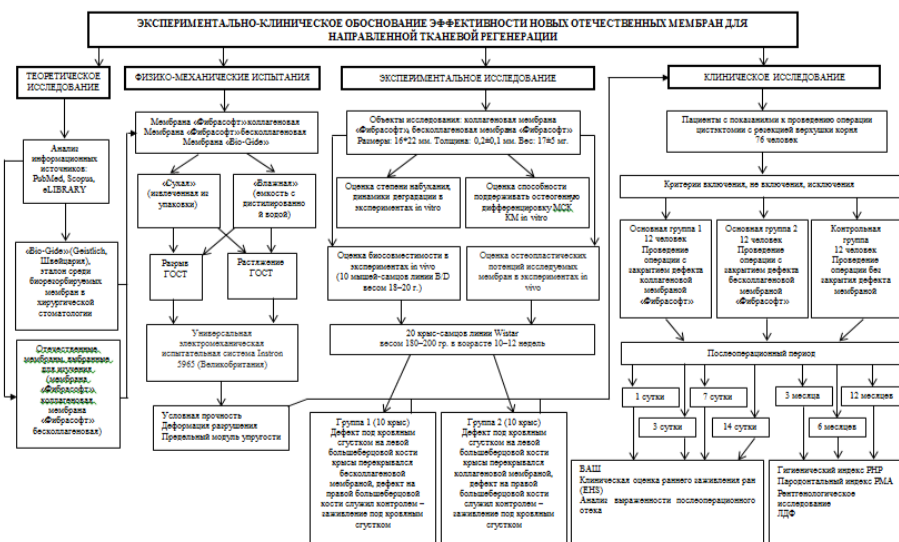 ЭКСПЕРИМЕНТАЛЬНО-КЛИНИЧЕСКОЕ ОБОСНОВАНИЕ ЭФФЕКТИВНОСТИ НОВЫХ ОТЕЧЕСТВЕННЫХ МЕМБРАН ДЛЯ
НАПРАВЛЕННОЙ ТКАНЕВОЙ РЕГЕНЕРАЦИИ
ТЕОРЕТИЧЕСКОЕ
ИССЛЕДОВАНИЕ
Анализ
информационных
источников:
PubMed, Scopus,
eLIBRARY
«Bio-Gide»(Geistlich,
Швейцария),
эталон среди
биорезорбируемых
мембран в
хирургической
стоматологии
Отечественные
мембраны, выбранные
для изучения
(мембрана
«Фибрасофт»
коллагеновая,
мембрана
«Фибрасофт»
бесколлагеновая)
ФИЗИКО-МЕХАНИЧЕСКИЕ ИСПЫТАНИЯ
Мембрана «Фибрасофт»коллагеновая
Мембрана «Фибрасофт»бесколлагеновая
Мембрана «Bio-Gide»
«Сухая»
(извлеченная из
упаковки)
«Влажная»
(емкость с
дистилированно
й водой)
Разрыв
ГОСТ
Растяжение
ГОСТ
Универсальная
электромеханическая
испытательная система Instron
5965 (Великобритания)
Условная прочность
Деформация разрушения
Предельный модуль упругости
ЭКСПЕРИМЕНТАЛЬНОЕ ИССЛЕДОВАНИЕ
Объекты исследования: коллагеновая мембрана
«Фибрасофт», бесколлагеновая мембрана «Фибрасофт»
Размеры: 16*22 мм. Толщина: 0,2±0,1 мм. Вес: 17±5 мг.
Оценка степени набухания,
динамики деградации в
экспериментах in vitro
Оценка способности
поддерживать остеогенную
дифференцировку МСК
КМ in vitro
Оценка биосовместимости в
экспериментах in vivo
(10 мышей-самцов линии B/D
весом 18–20 г.)
Оценка остеопластических
потенций исследуемых
мембран в экспериментах in
vivo
20 крыс-самцов линии Wistar
весом 180–200 гр. в возрасте 10–12 недель
Группа 1 (10 крыс)
Дефект под кровяным
сгустком на левой
большеберцовой кости
крысы перекрывался
бесколлагеновой
мембраной, дефект на
правой большеберцовой
кости служил контролем –
заживление под кровяным
сгустком
Группа 2 (10 крыс)
Дефект под кровяным
сгустком на левой
большеберцовой кости
крысы перекрывался
коллагеновой мембраной,
дефект на правой
большеберцовой кости
служил контролем –
заживление под кровяным
сгустком
КЛИНИЧЕСКОЕ ИССЛЕДОВАНИЕ
Пациенты с показаниями к проведению операции
цистэктомии с резекцией верхушки корня
76 человек
Критерии включения, не включения, исключения
Основная группа 1
12 человек
Проведение
операции с
закрытием дефекта
коллагеновой
мембраной
«Фибрасофт»
Основная группа 2
12 человек
Проведение
операции с
закрытием дефекта
бесколлагеновой
мембраной
«Фибрасофт»
Контрольная
группа
12 человек
Проведение
операции без
закрытия дефекта
мембраной
Послеоперационный период
1 сутки
7 сутки
3 месяца
12 месяцев
3 сутки
14 сутки
6 месяцев
ВАШ
Клиническая оценка раннего заживления ран
(EHS)
Анализ выраженности послеоперационного
отека
Гигиенический индекс PHP
Пародонтальный индекс PMA
Рентгенологическое
исследование
ЛДФ